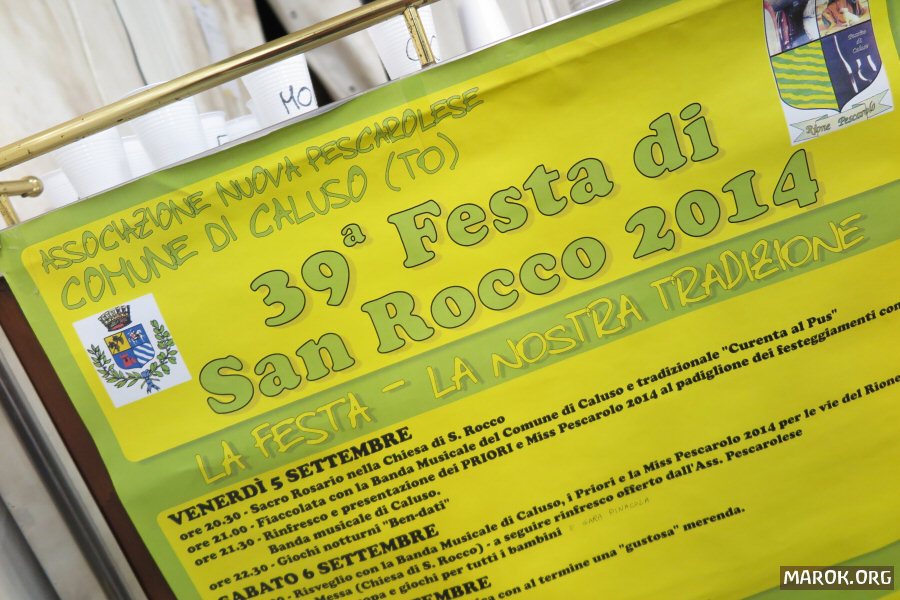 MO
ASSOCIAZIONE NUOVA PESCAROLESE
COMUNE DI CALUSO (TO)
Rione Pescarolo
39ª Festa di
San Rocco 2014
LA FESTA - LA NOSTRA TRADIZIONE
VENERDÌ 5 SETTEMBRE
ore 20.30 - Sacro Rosario nella Chiesa di S. Rocco
ore 21.00 - Fiaccolata con la Banda Musicale del Comune di Caluso e tradizionale "Curenta al Pus"
ore 21.30 - Rinfresco e presentazione dei PRIORI e Miss Pescarolo 2014 al padiglione dei festeggiamenti con
Banda musicale di Caluso.
ore 22.30 - Giochi notturni "Ben-dati"
SABATO 6 SETTEMBRE
- Risveglio con la Banda Musicale di Caluso, i Priori e la Miss Pescarolo 2014 per le vie del Rione
Messa (Chiesa di S. Rocco) - a seguire rinfresco offerto dall'Ass. Pescarolese
e giochi per tutti i bambini
con al termine una "gustosa" merenda.
MAROK.ORG